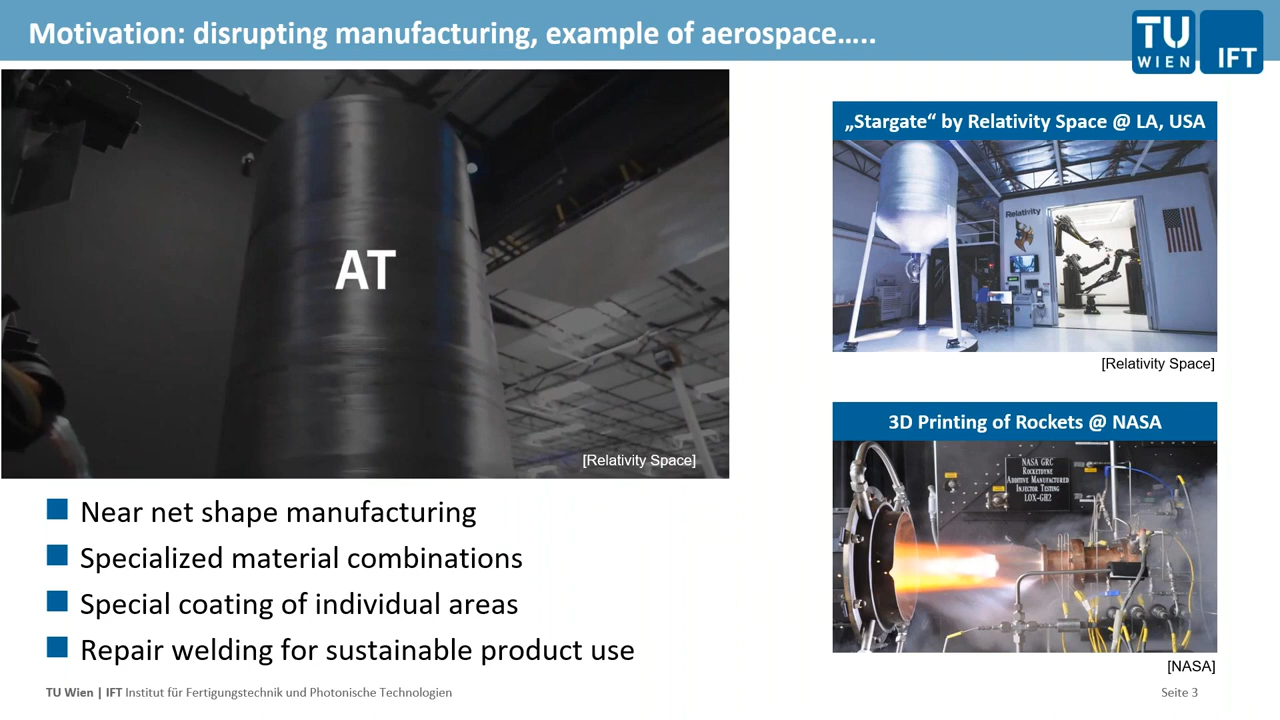 Motivation: disrupting manufacturing, example of aerospace.....
TU
WIEN
IFT
AT
[Relativity Space]
„Stargate“ by Relativity Space @ LA, USA
Relativity
[Relativity Space]
3D Printing of Rockets @ NASA
NASA GRC
ROCKETDYNE
ADDITIVE MANUFACTURED
INJECTOR TESTING
LOX-GH2
[NASA]
Near net shape manufacturing
Specialized material combinations
Special coating of individual areas
Repair welding for sustainable product use
TU Wien | IFT Institut für Fertigungstechnik und Photonische Technologien
Seite 3